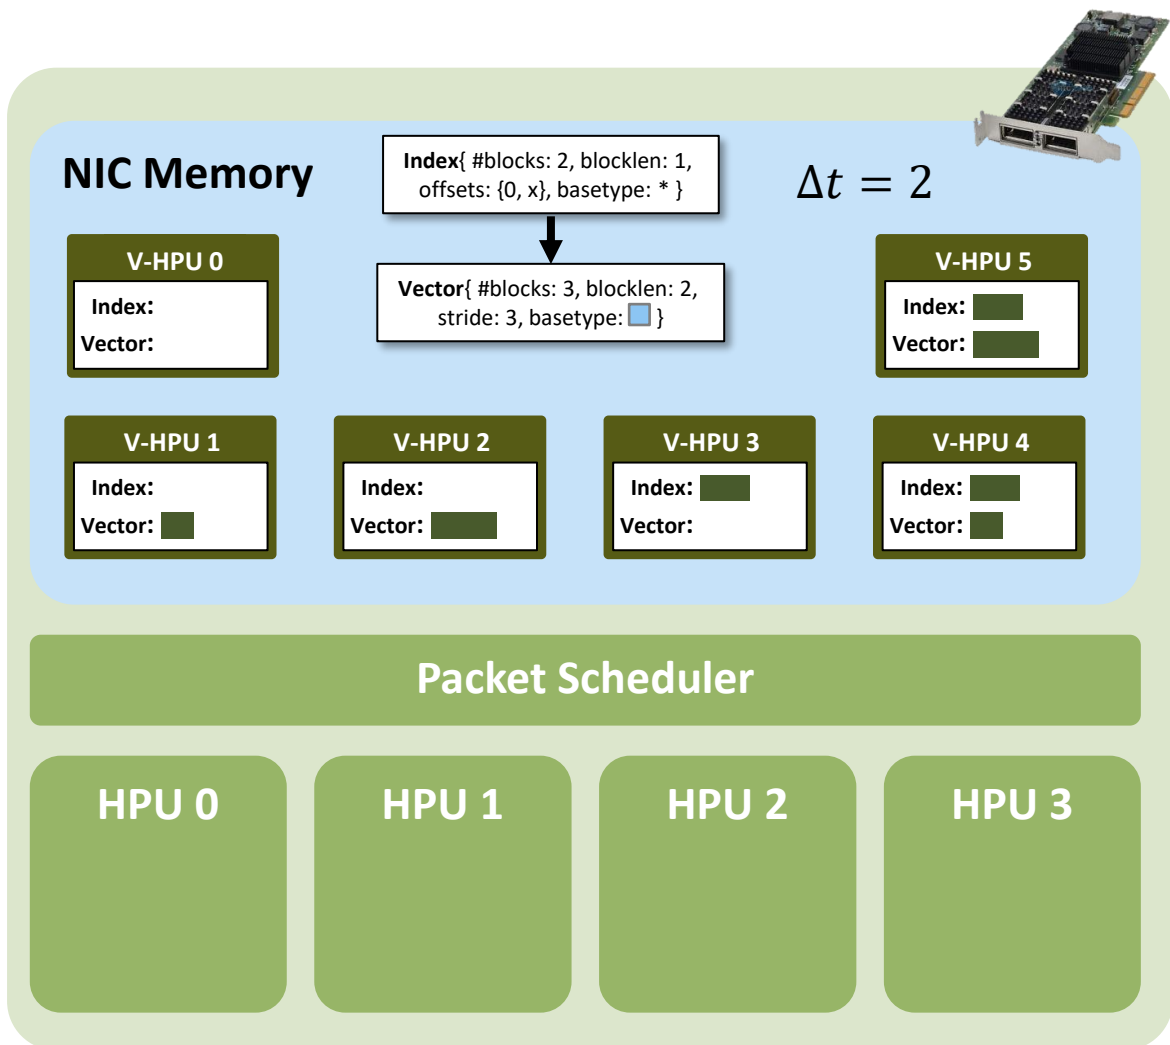 NIC Memory
Index{ #blocks: 2, blocklen: 1,
offsets: {0, x}, basetype: * }
Δt = 2
Vector{ #blocks: 3, blocklen: 2,
stride: 3, basetype: }
V-HPU 0
Index:
Vector:
V-HPU 5
Index:
Vector:
V-HPU 1
Index:
Vector:
V-HPU 2
Index:
Vector:
V-HPU 3
Index:
Vector:
V-HPU 4
Index:
Vector:
Packet Scheduler
HPU 0
HPU 1
HPU 2
HPU 3